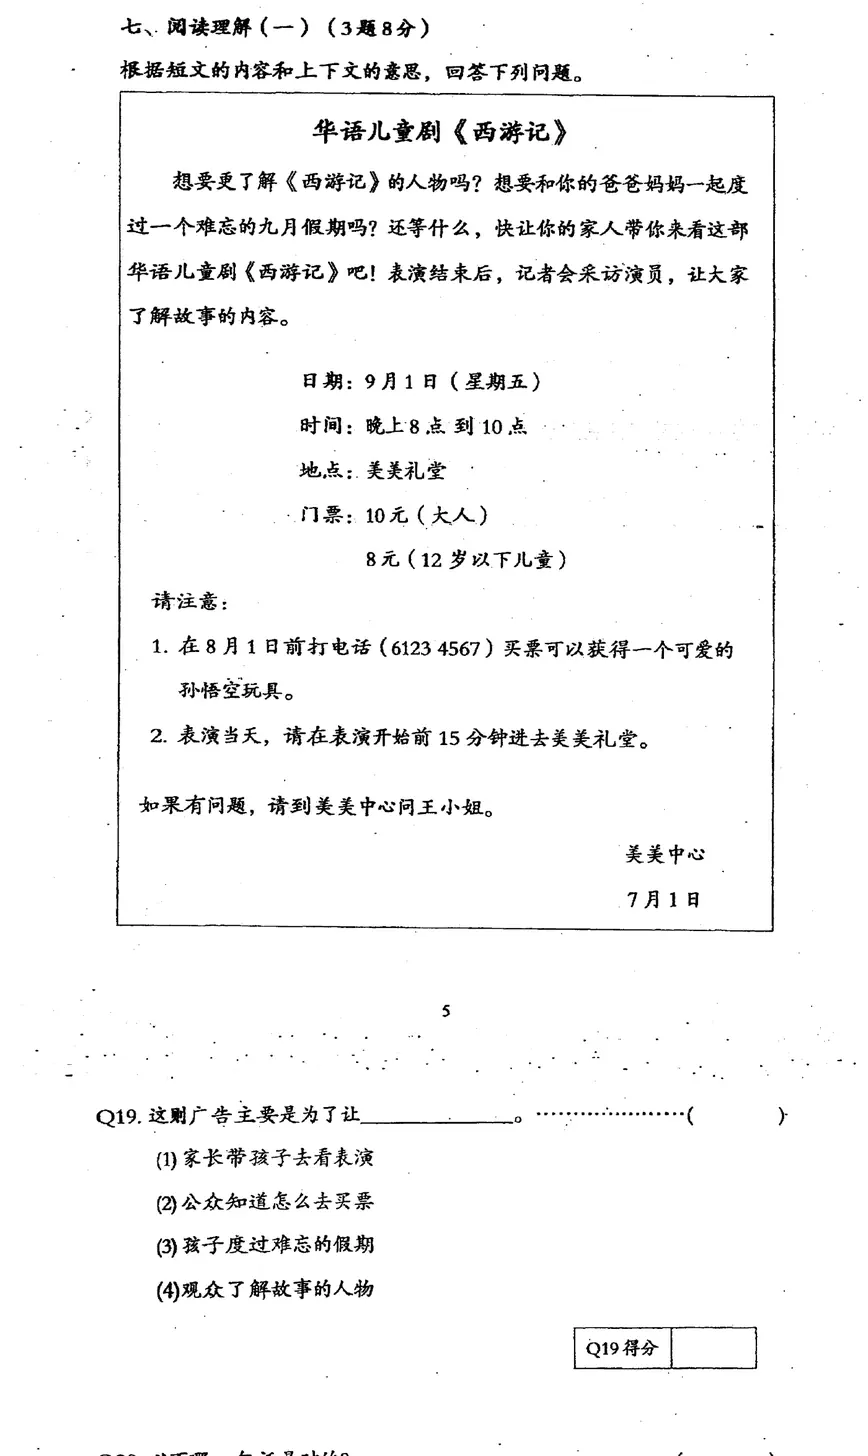 七、阅读理解(一)(3题8分)
根据短文的内容和上下文的意思,回答下列问题。
华语儿童剧《西游记》
想要更了解《西游记》的人物吗?想要和你的爸爸妈妈一起度
过一个难忘的九月假期吗?还等什么,快让你的家人带你来看这部
华语儿童剧《西游记》吧!表演结束后,记者会采访演员,让大家
了解故事的内容。
日期:9月1日(星期五)
时间:晚上8点到10点
地点:美美礼堂
门票:10元(大人)
8元(12岁以下儿童)
请注意:
1. 在8月1日前打电话(6123 4567)买票可以获得一个可爱的
孙悟空玩具。
2. 表演当天,请在表演开始前15分钟进去美美礼堂。
如果有问题,请到美美中心问王小姐。
美美中心
7月1日
5
Q19. 这则广告主要是为了让______________。……………………( )
(1) 家长带孩子去看表演
(2) 公众知道怎么去买票
(3) 孩子度过难忘的假期
(4) 观众了解故事的人物
Q19得分